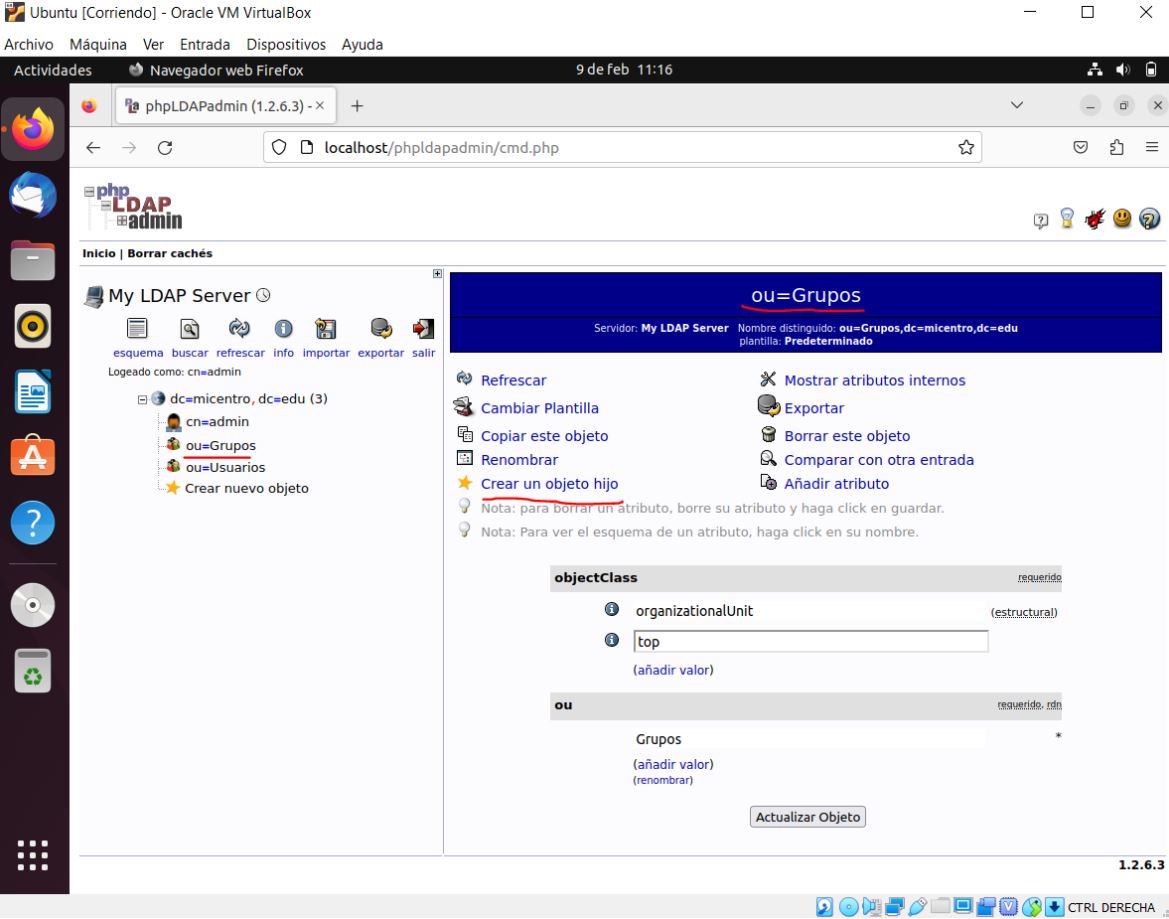 Ubuntu [Corriendo] - Oracle VM VirtualBox
Archivo Máquina Ver Entrada Dispositivos Ayuda
Actividades Navegador web Firefox 9 de feb 11:16
phpLDAPadmin (1.2.6.3) - × +
localhost/phpldapadmin/cmd.php
php
LDAP
admin
Inicio | Borrar cachés
My LDAP Server
esquema buscar refrescar info importar exportar salir
Logeado como: cn=admin
dc=micentro, dc=edu (3)
cn=admin
ou=Grupos
ou=Usuarios
Crear nuevo objeto
ou=Grupos
Servidor: My LDAP Server Nombre distinguido: ou=Grupos,dc=micentro,dc=edu
plantilla: Predeterminado
Refrescar Mostrar atributos internos
Cambiar Plantilla Exportar
Copiar este objeto Borrar este objeto
Renombrar Comparar con otra entrada
Crear un objeto hijo Añadir atributo
Nota: para borrar un atributo, borre su atributo y haga click en guardar.
Nota: Para ver el esquema de un atributo, haga click en su nombre.
objectClass requerido
organizationalUnit (estructural)
top
(añadir valor)
ou requerido, rdn
Grupos *
(añadir valor)
(renombrar)
Actualizar Objeto
1.2.6.3
CTRL DERECHA